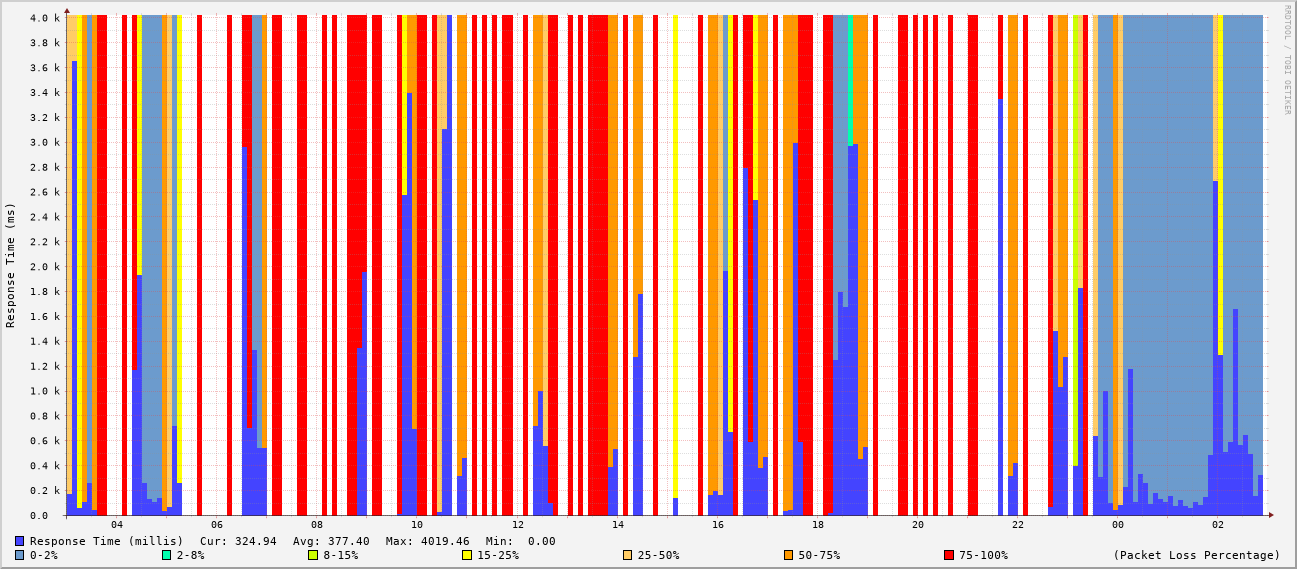 RRDTOOL / TOBI OETIKER
Response Time (ms)
4.0 k
3.8 k
3.6 k
3.4 k
3.2 k
3.0 k
2.8 k
2.6 k
2.4 k
2.2 k
2.0 k
1.8 k
1.6 k
1.4 k
1.2 k
1.0 k
0.8 k
0.6 k
0.4 k
0.2 k
0.0
04 06 08 10 12 14 16 18 20 22 00 02
Response Time (millis) Cur: 324.94 Avg: 377.40 Max: 4019.46 Min: 0.00
0-2% 2-8% 8-15% 15-25% 25-50% 50-75% 75-100% (Packet Loss Percentage)